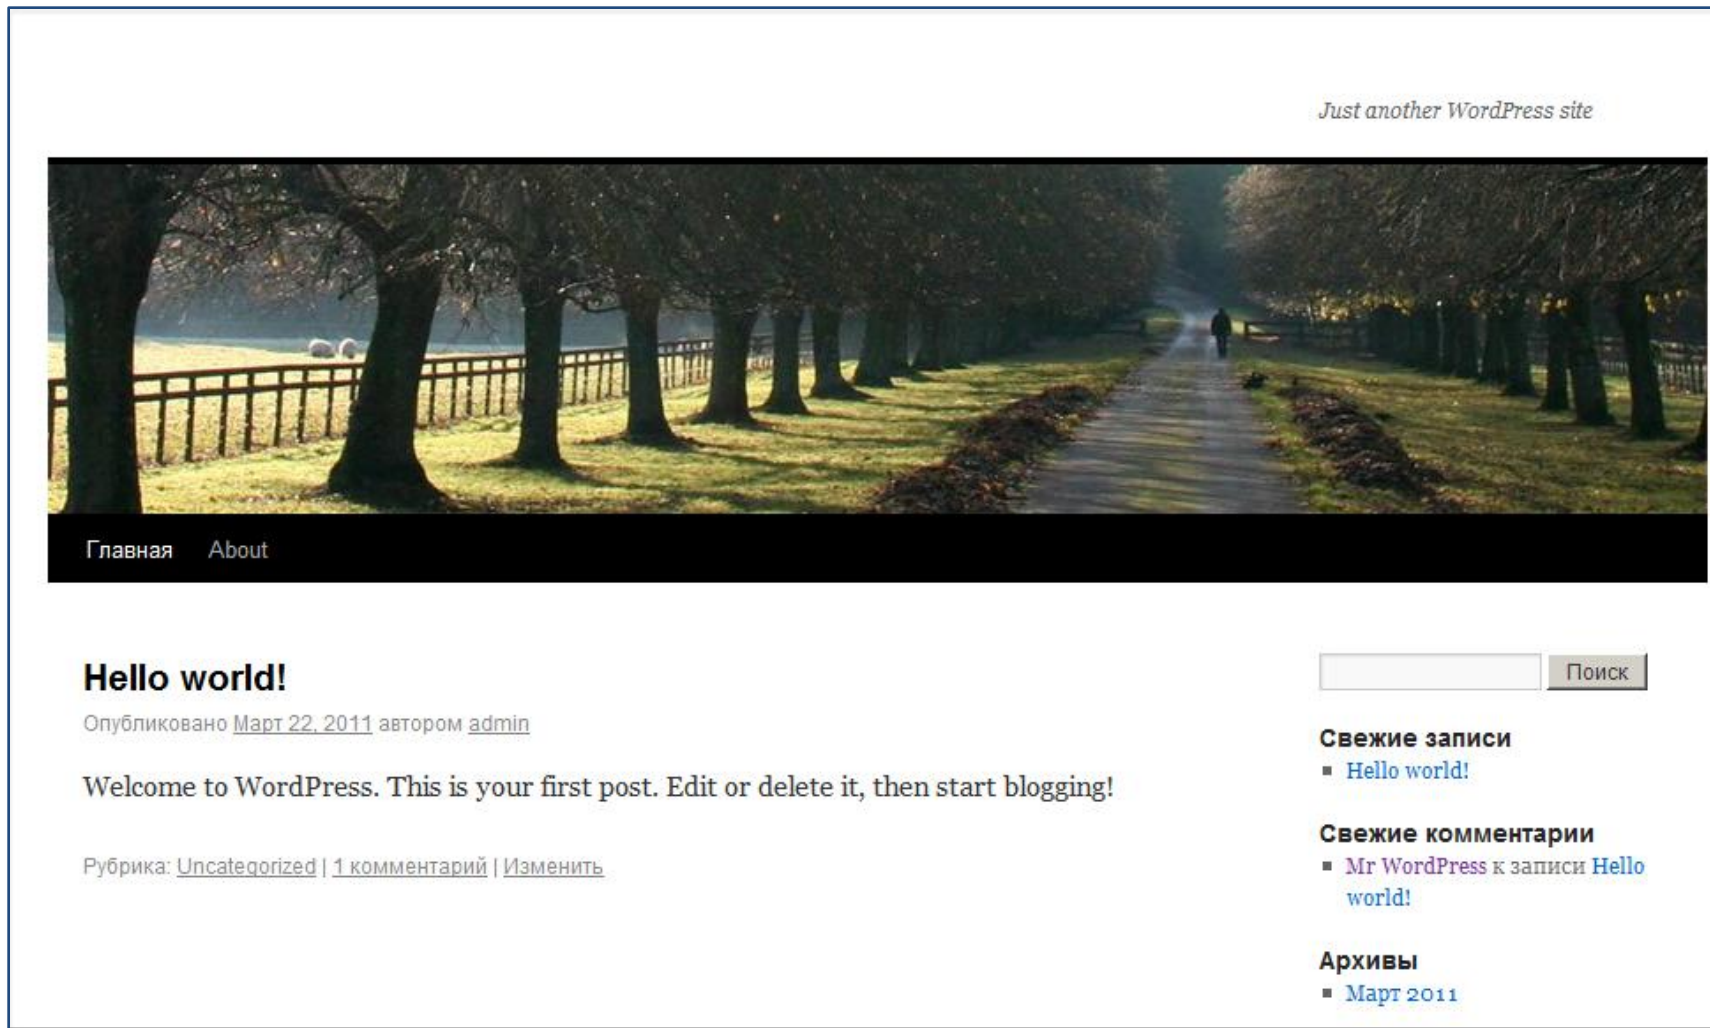 Just another WordPress site
Главная About
Hello world!
Опубликовано Март 22, 2011 автором admin
Welcome to WordPress. This is your first post. Edit or delete it, then start blogging!
Рубрика: Uncategorized | 1 комментарий | Изменить
Поиск
Свежие записи
Hello world!
Свежие комментарии
Mr WordPress к записи Hello
world!
Архивы
Март 2011